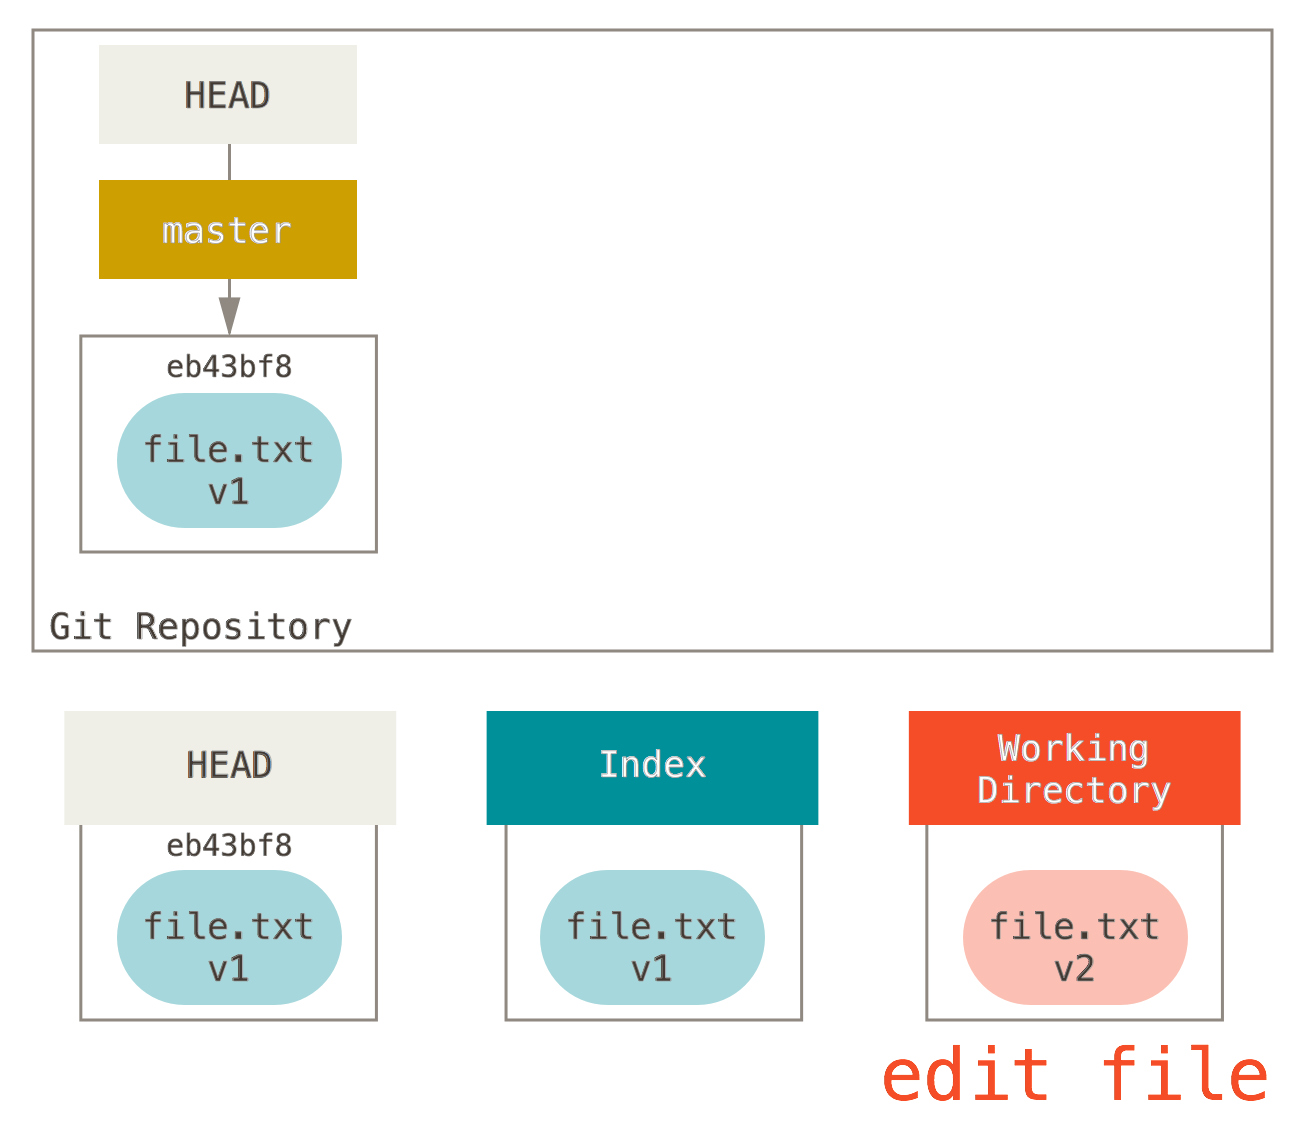 HEAD
master
eb43bf8
file.txt
v1
Git Repository
HEAD
eb43bf8
file.txt
v1
Index
file.txt
v1
Working
Directory
file.txt
v2
edit file